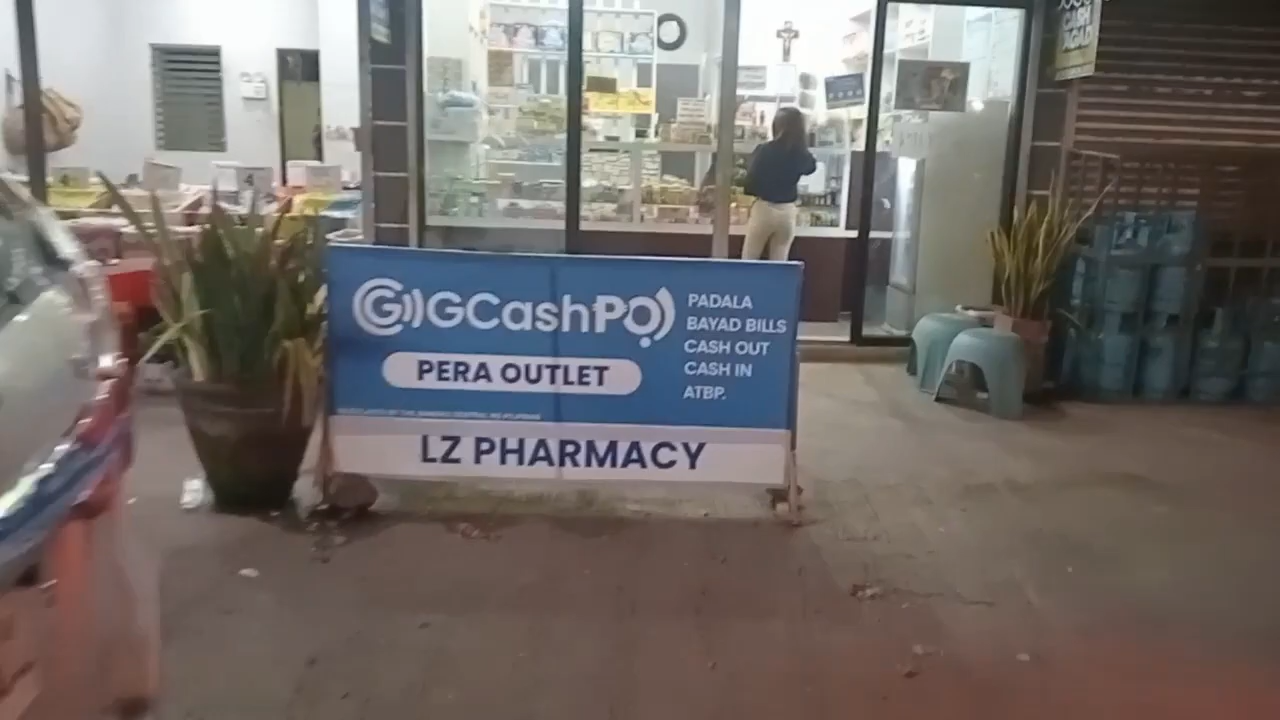 CASH
AGAD
GCashPO
PADALA
BAYAD BILLS
CASH OUT
CASH IN
ATBP.
PERA OUTLET
LZ PHARMACY